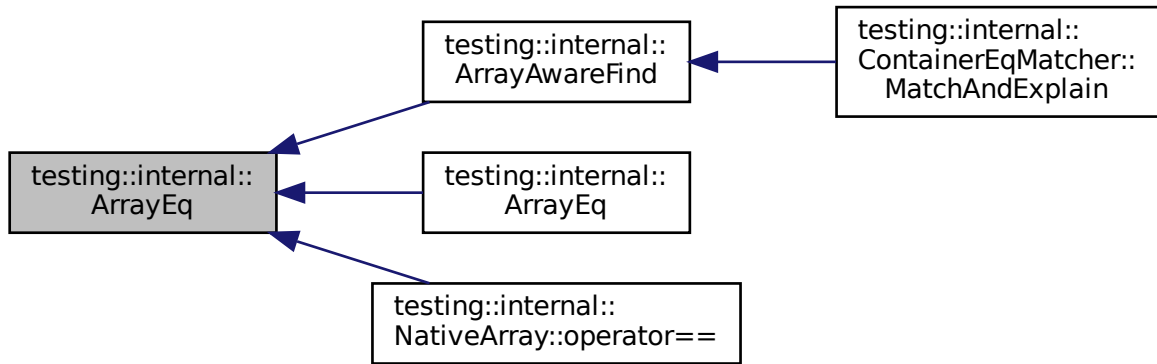 testing::internal::
ArrayEq
testing::internal::
ArrayAwareFind
testing::internal::
ContainerEqMatcher::
MatchAndExplain
testing::internal::
ArrayEq
testing::internal::
NativeArray::operator==